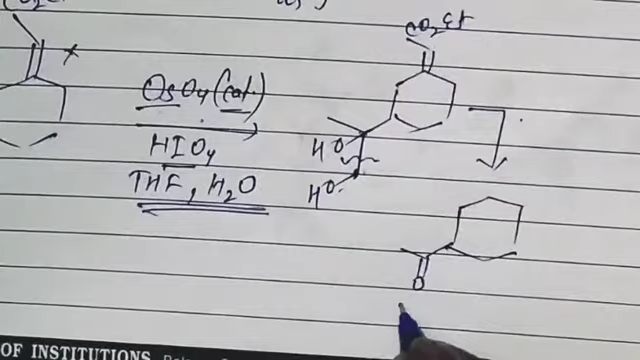 CO2Et
OsO4 (cat.)
HIO4
THF, H2O
HO
HO
O
OF INSTITUTIONS